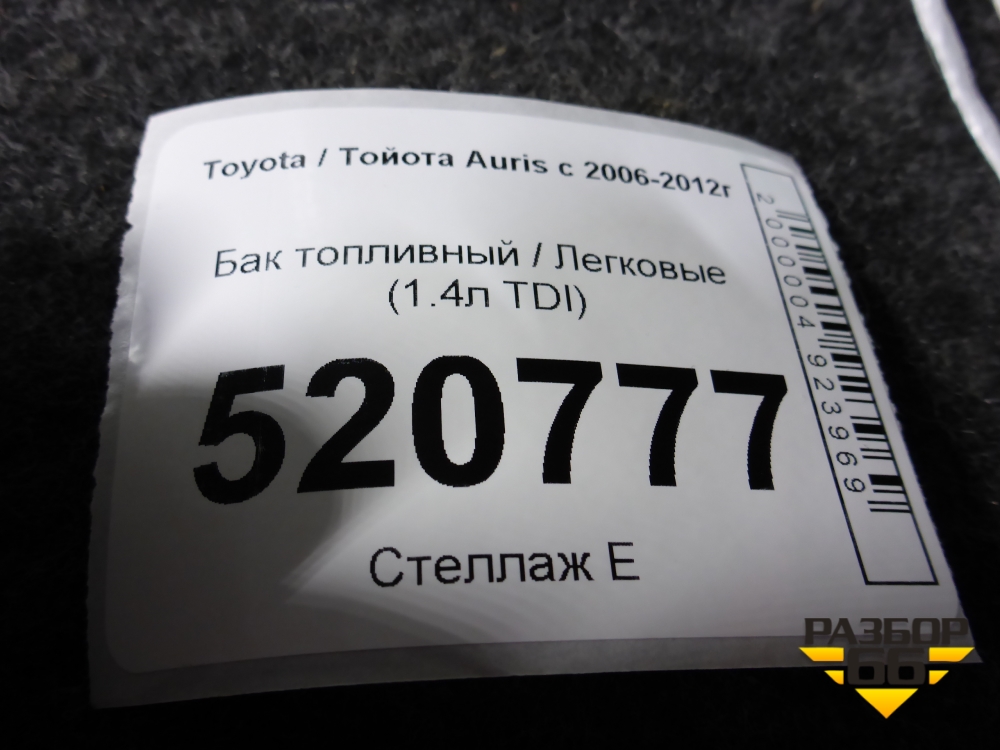 Toyota / Тойота Auris с 2006-2012г
Бак топливный / Легковые
(1.4л TDI)
520777
Стеллаж Е
2000004923969
РАЗБОР
66